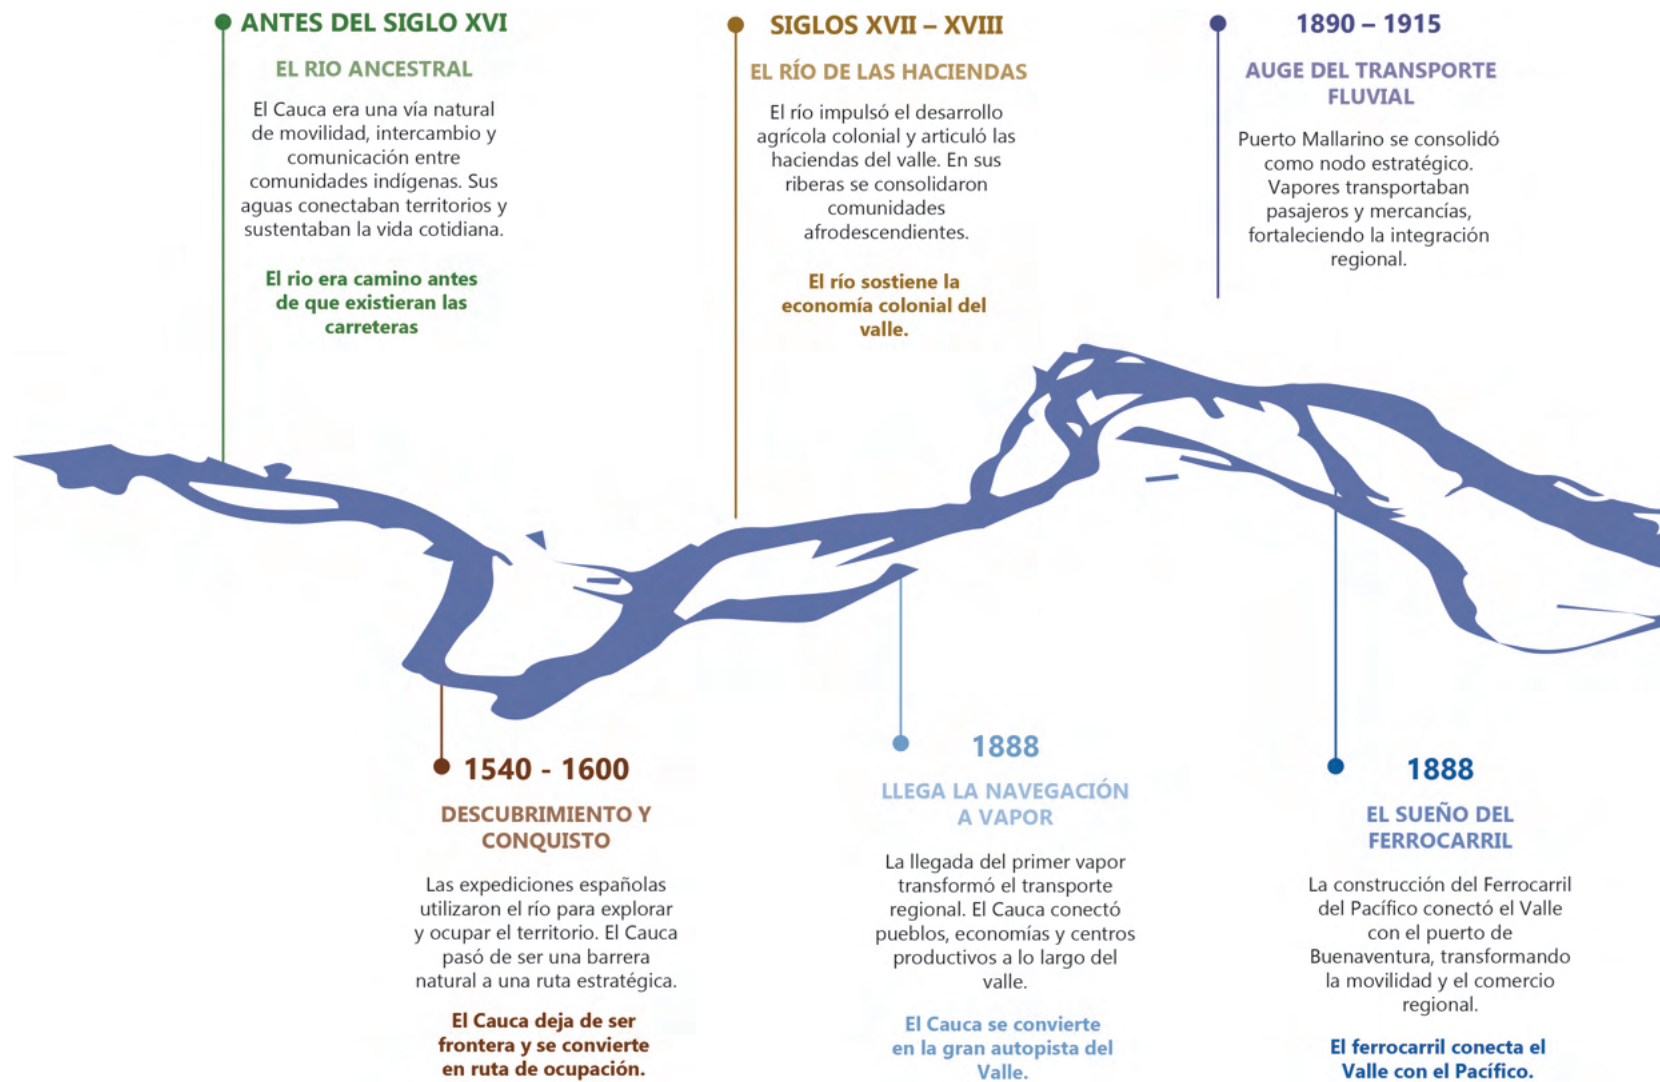 ANTES DEL SIGLO XVI
EL RIO ANCESTRAL
El Cauca era una vía natural
de movilidad, intercambio y
comunicación entre
comunidades indígenas. Sus
aguas conectaban territorios y
sustentaban la vida cotidiana.
El rio era camino antes
de que existieran las
carreteras
SIGLOS XVII – XVIII
EL RÍO DE LAS HACIENDAS
El río impulsó el desarrollo
agrícola colonial y articuló las
haciendas del valle. En sus
riberas se consolidaron
comunidades
afrodescendientes.
El río sostiene la
economía colonial del
valle.
1890 – 1915
AUGE DEL TRANSPORTE
FLUVIAL
Puerto Mallarino se consolidó
como nodo estratégico.
Vapores transportaban
pasajeros y mercancías,
fortaleciendo la integración
regional.
1540 - 1600
DESCUBRIMIENTO Y
CONQUISTO
Las expediciones españolas
utilizaron el río para explorar
y ocupar el territorio. El Cauca
pasó de ser una barrera
natural a una ruta estratégica.
El Cauca deja de ser
frontera y se convierte
en ruta de ocupación.
1888
LLEGA LA NAVEGACIÓN
A VAPOR
La llegada del primer vapor
transformó el transporte
regional. El Cauca conectó
pueblos, economías y centros
productivos a lo largo del
valle.
El Cauca se convierte
en la gran autopista del
Valle.
1888
EL SUEÑO DEL
FERROCARRIL
La construcción del Ferrocarril
del Pacífico conectó el Valle
con el puerto de
Buenaventura, transformando
la movilidad y el comercio
regional.
El ferrocarril conecta el
Valle con el Pacífico.